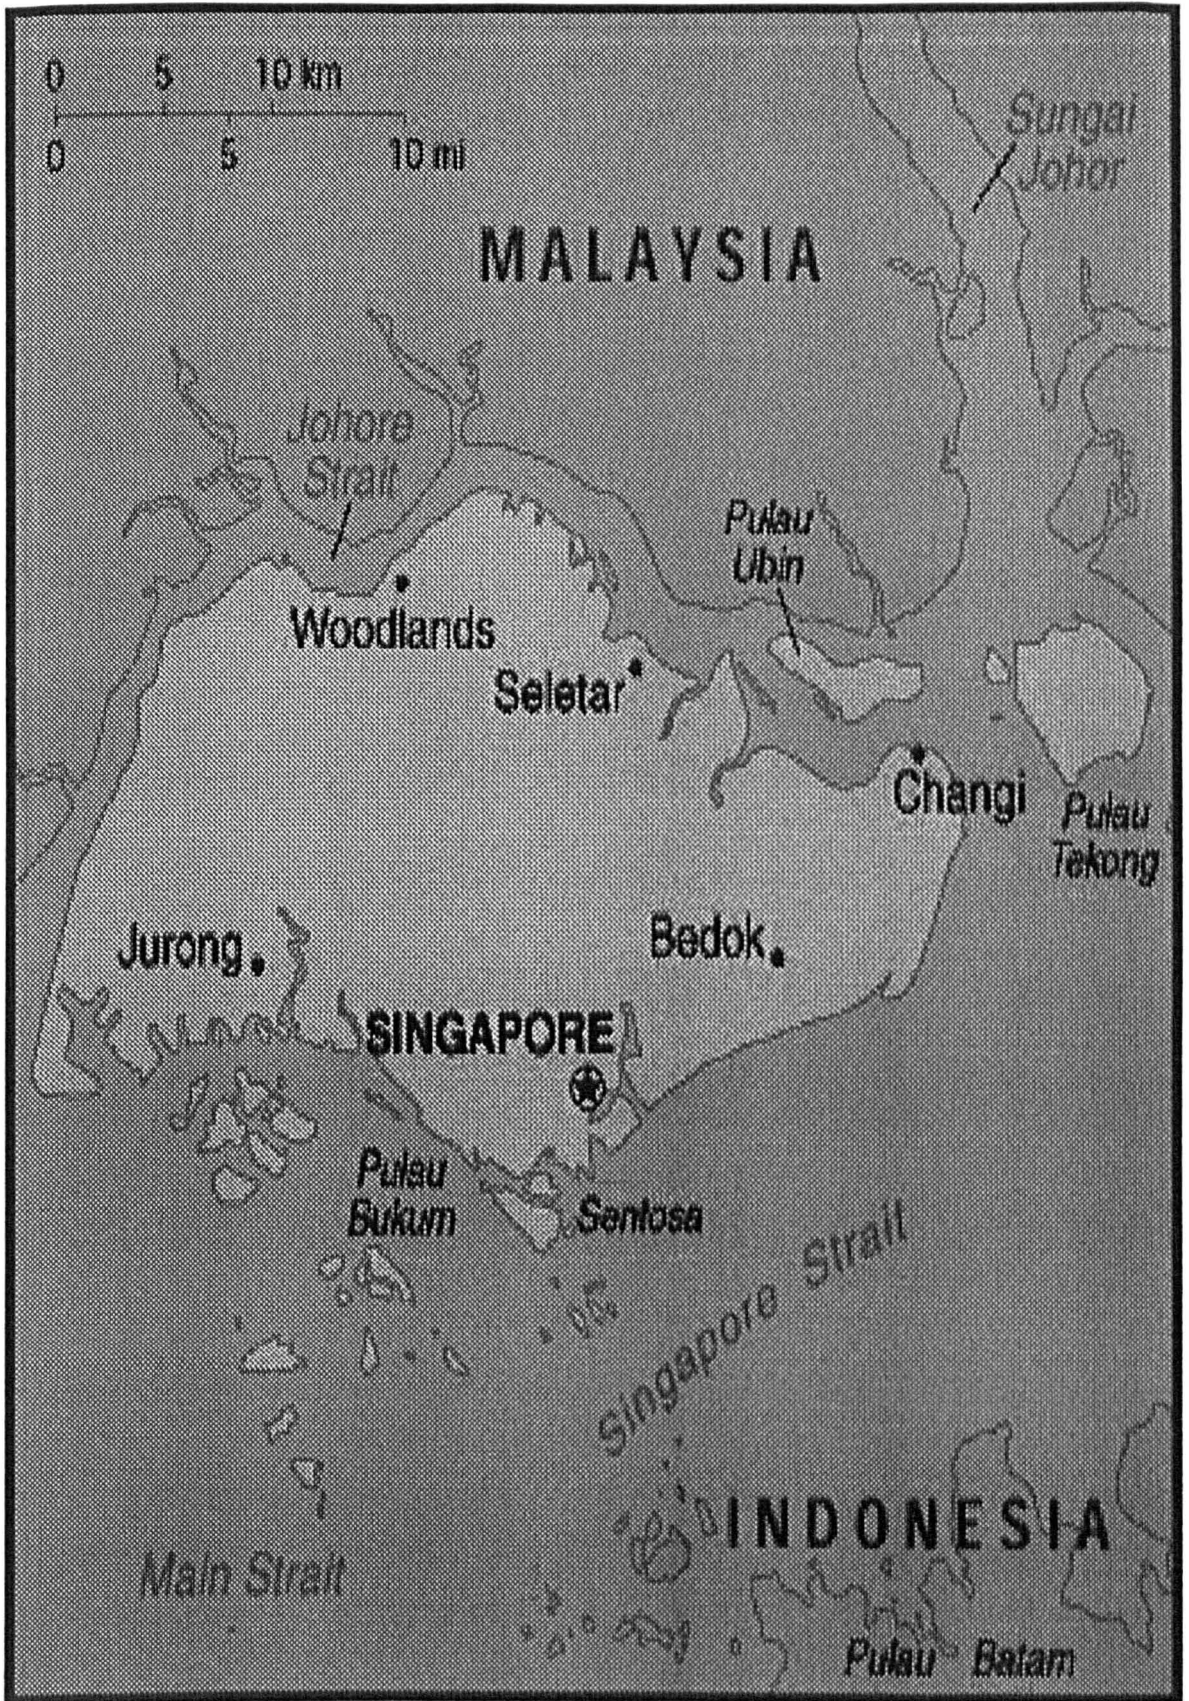 0 5 10 km
0 5 10 mi
Sungai
Johor
MALAYSIA
Johore
Strait
Pulau
Ubin
Woodlands
Seletar
Changi
Pulau
Tekong
Jurong
Bedok
SINGAPORE
Pulau
Bukum
Sentosa
Singapore Strait
INDONESIA
Main Strait
Pulau Batam